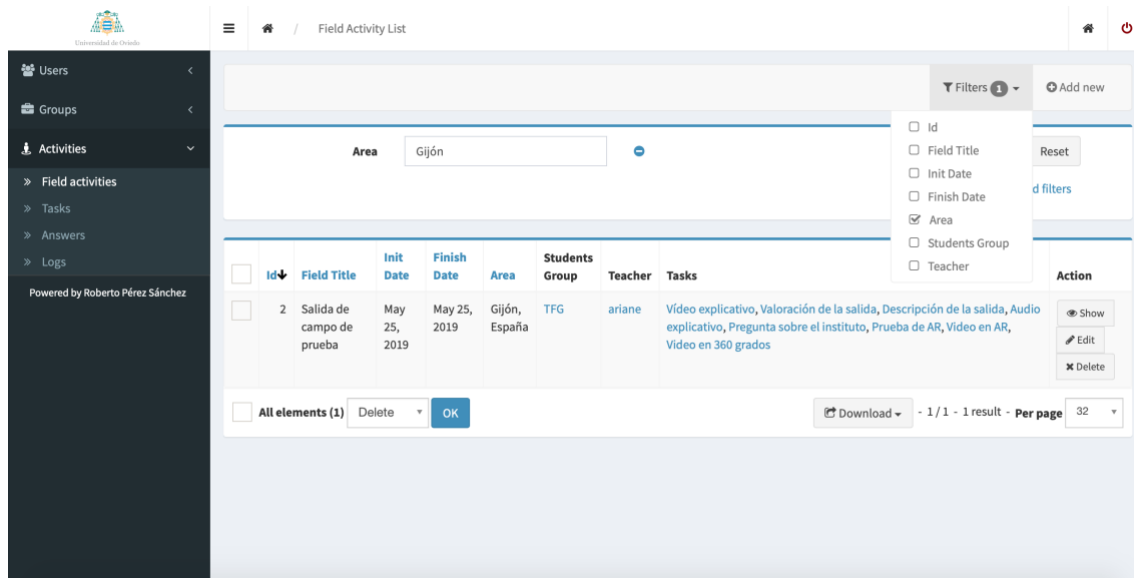 Universidad de Oviedo
/ Field Activity List
Users
Groups
Activities
» Field activities
» Tasks
» Answers
» Logs
Powered by Roberto Pérez Sánchez
Filters 1
Add new
Id
Field Title
Init Date
Finish Date
Area
Students Group
Teacher
Area Gijón
Reset
d filters
Id Field Title Init Date Finish Date Area Students Group Teacher Tasks Action
2 Salida de campo de prueba May 25, 2019 May 25, 2019 Gijón, España TFG ariane Vídeo explicativo, Valoración de la salida, Descripción de la salida, Audio
explicativo, Pregunta sobre el instituto, Prueba de AR, Video en AR,
Video en 360 grados
Show
Edit
Delete
All elements (1) Delete OK
Download - 1 / 1 - 1 result - Per page 32